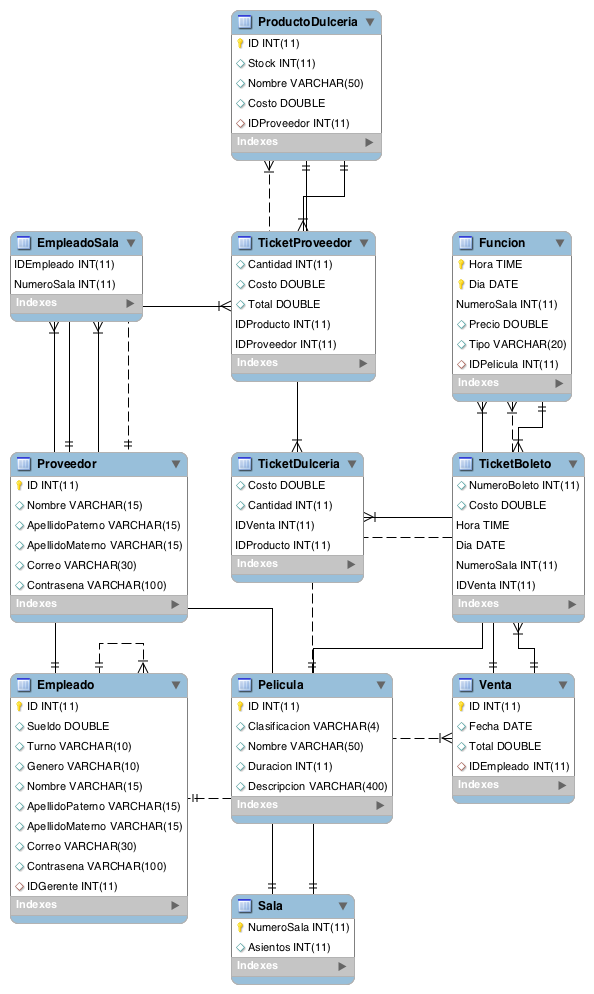 ProductoDulceria
ID INT(11)
Stock INT(11)
Nombre VARCHAR(50)
Costo DOUBLE
IDProveedor INT(11)
Indexes
EmpleadoSala
IDEmpleado INT(11)
NumeroSala INT(11)
Indexes
TicketProveedor
Cantidad INT(11)
Costo DOUBLE
Total DOUBLE
IDProducto INT(11)
IDProveedor INT(11)
Indexes
Funcion
Hora TIME
Dia DATE
NumeroSala INT(11)
Precio DOUBLE
Tipo VARCHAR(20)
IDPelicula INT(11)
Indexes
Proveedor
ID INT(11)
Nombre VARCHAR(15)
ApellidoPaterno VARCHAR(15)
ApellidoMaterno VARCHAR(15)
Correo VARCHAR(30)
Contrasena VARCHAR(100)
Indexes
TicketDulceria
Costo DOUBLE
Cantidad INT(11)
IDVenta INT(11)
IDProducto INT(11)
Indexes
TicketBoleto
NumeroBoleto INT(11)
Costo DOUBLE
Hora TIME
Dia DATE
NumeroSala INT(11)
IDVenta INT(11)
Indexes
Empleado
ID INT(11)
Sueldo DOUBLE
Turno VARCHAR(10)
Genero VARCHAR(10)
Nombre VARCHAR(15)
ApellidoPaterno VARCHAR(15)
ApellidoMaterno VARCHAR(15)
Correo VARCHAR(30)
Contrasena VARCHAR(100)
IDGerente INT(11)
Indexes
Pelicula
ID INT(11)
Clasificacion VARCHAR(4)
Nombre VARCHAR(50)
Duracion INT(11)
Descripcion VARCHAR(400)
Indexes
Venta
ID INT(11)
Fecha DATE
Total DOUBLE
IDEmpleado INT(11)
Indexes
Sala
NumeroSala INT(11)
Asientos INT(11)
Indexes